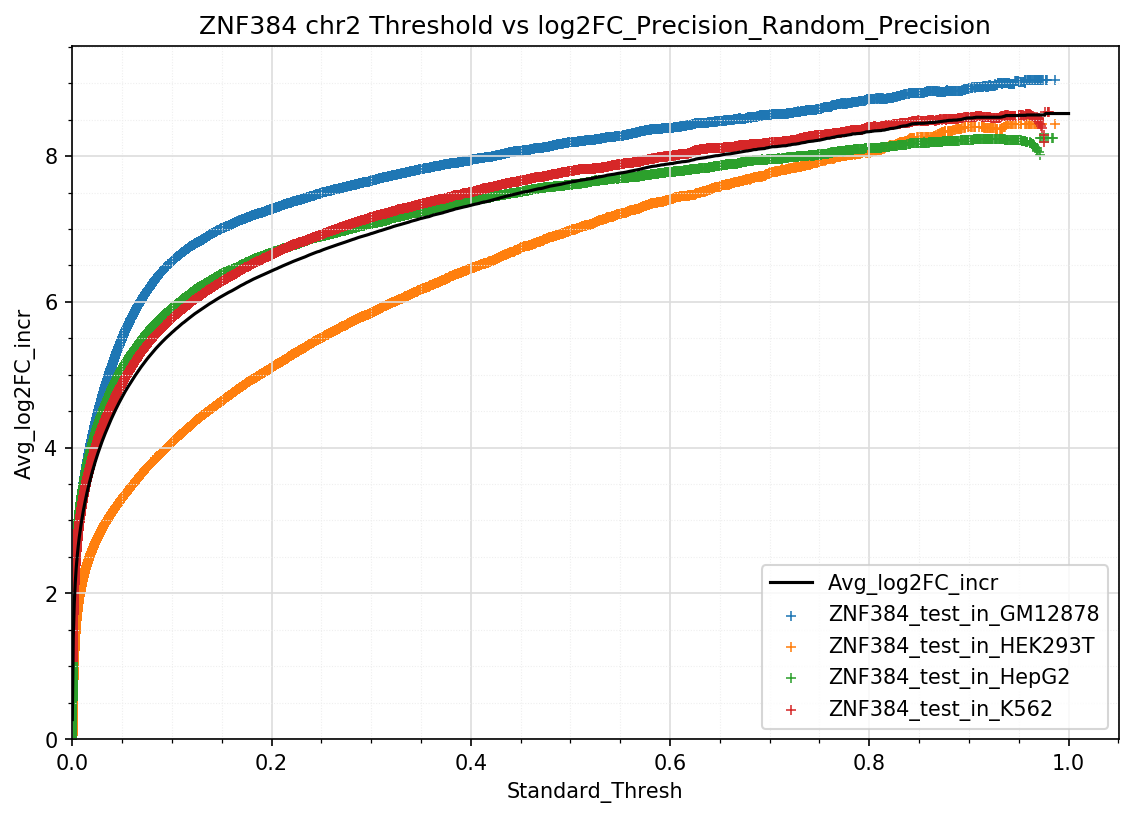 ZNF384 chr2 Threshold vs log2FC_Precision_Random_Precision
Avg_log2FC_incr
8
6
4
2
0
0.0
0.2
0.4
0.6
0.8
1.0
Standard_Thresh
Avg_log2FC_incr
ZNF384_test_in_GM12878
ZNF384_test_in_HEK293T
ZNF384_test_in_HepG2
ZNF384_test_in_K562